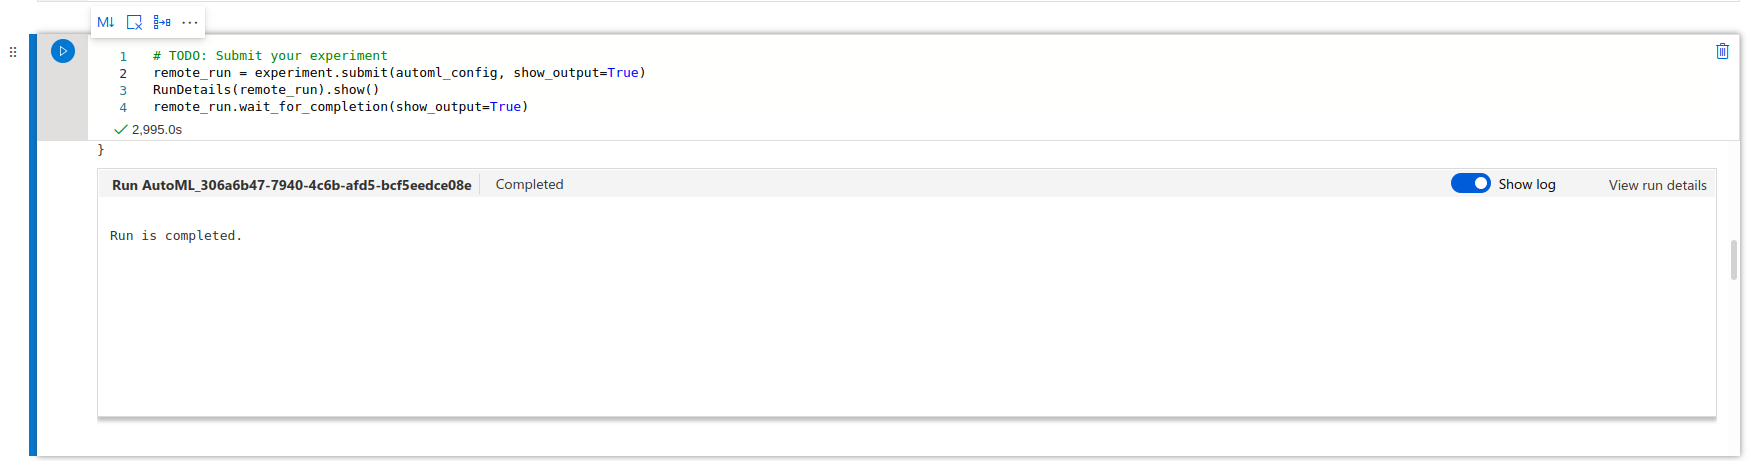 M↓ ···
1 # TODO: Submit your experiment
2 remote_run = experiment.submit(automl_config, show_output=True)
3 RunDetails(remote_run).show()
4 remote_run.wait_for_completion(show_output=True)
2,995.0s
}
Run AutoML_306a6b47-7940-4c6b-afd5-bcf5eedce08e Completed Show log View run details
Run is completed.